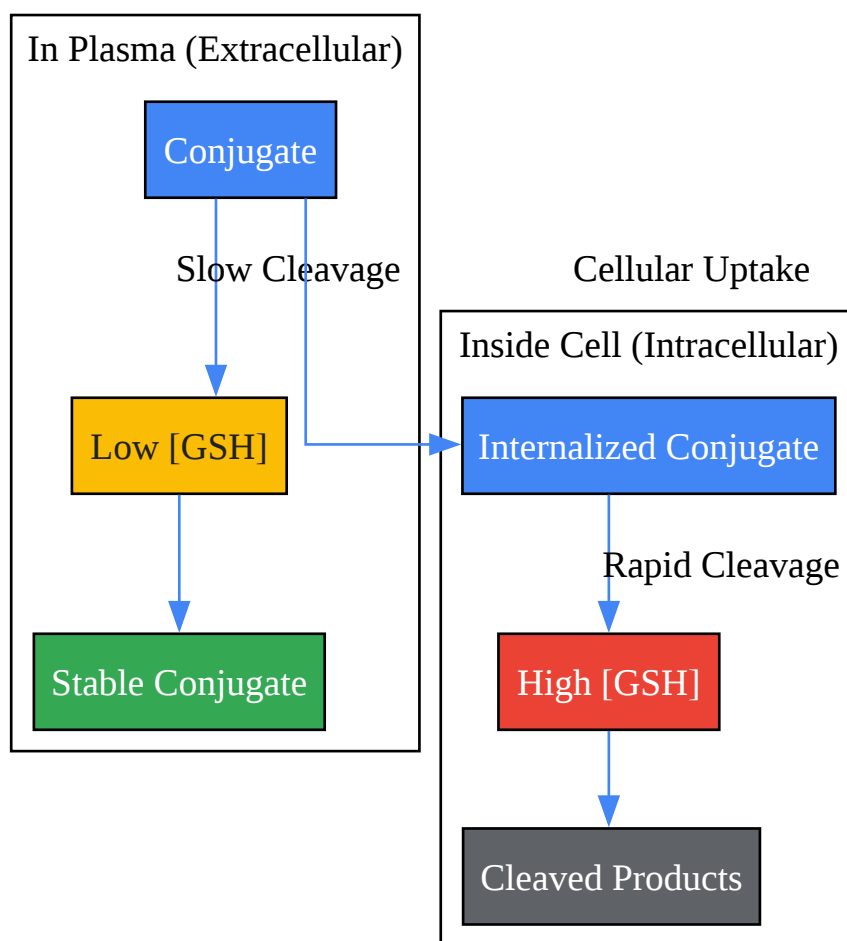 In Plasma (Extracellular)
Conjugate
Slow Cleavage
Low [GSH]
Stable Conjugate
Cellular Uptake
Inside Cell (Intracellular)
Internalized Conjugate
Rapid Cleavage
High [GSH]
Cleaved Products